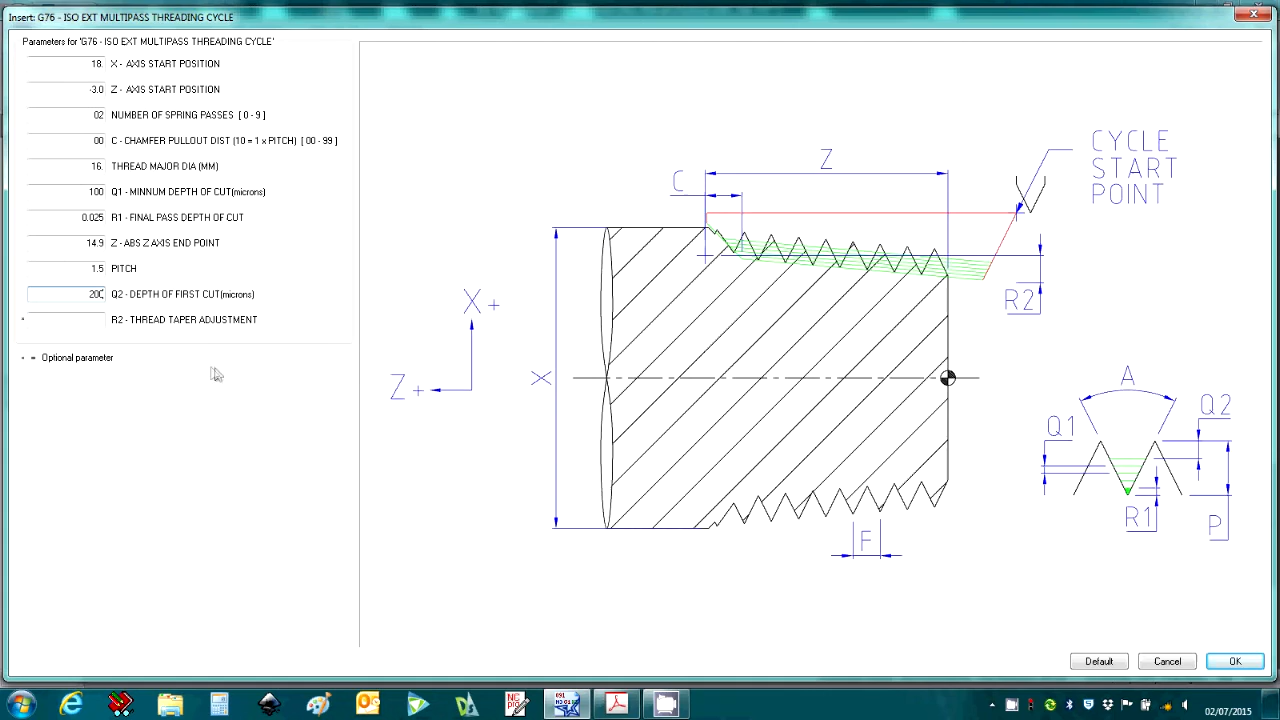 Insert: G76 - ISO EXT MULTIPASS THREADING CYCLE
Parameters for 'G76 - ISO EXT MULTIPASS THREADING CYCLE'
18. X - AXIS START POSITION
-3.0 Z - AXIS START POSITION
02 NUMBER OF SPRING PASSES [ 0 - 9 ]
00 C - CHAMFER PULLOUT DIST (10 = 1 x PITCH) [ 00 - 99 ]
16. THREAD MAJOR DIA (MM)
100 Q1 - MINNUM DEPTH OF CUT(microns)
0.025 R1 - FINAL PASS DEPTH OF CUT
14.9 Z - ABS Z AXIS END POINT
1.5 PITCH
200 Q2 - DEPTH OF FIRST CUT(microns)
* R2 - THREAD TAPER ADJUSTMENT
* = Optional parameter
CYCLE
START
POINT
Z
C
R2
X +
Z +
X
F
A
Q1
Q2
R1
P
Default
Cancel
OK
NC
pro
02/07/2015